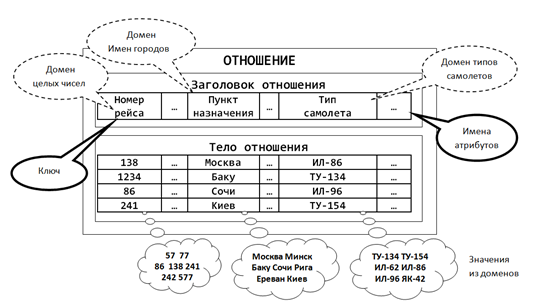 Домен
Имен городов
ОТНОШЕНИЕ
Домен
целых чисел
Домен типов
самолетов
Заголовок отношения
Номер
рейса
...
Пункт
назначения
...
Тип
самолета
...
Имена
атрибутов
Ключ
Тело отношения
138 ... Москва ... ИЛ-86 ...
1234 ... Баку ... ТУ-134 ...
86 ... Сочи ... ИЛ-96 ...
241 ... Киев ... ТУ-154 ...
57 77
86 138 241
242 577
Москва Минск
Баку Сочи Рига
Ереван Киев
ТУ-134 ТУ-154
ИЛ-62 ИЛ-86
ИЛ-96 ЯК-42
Значения
из доменов